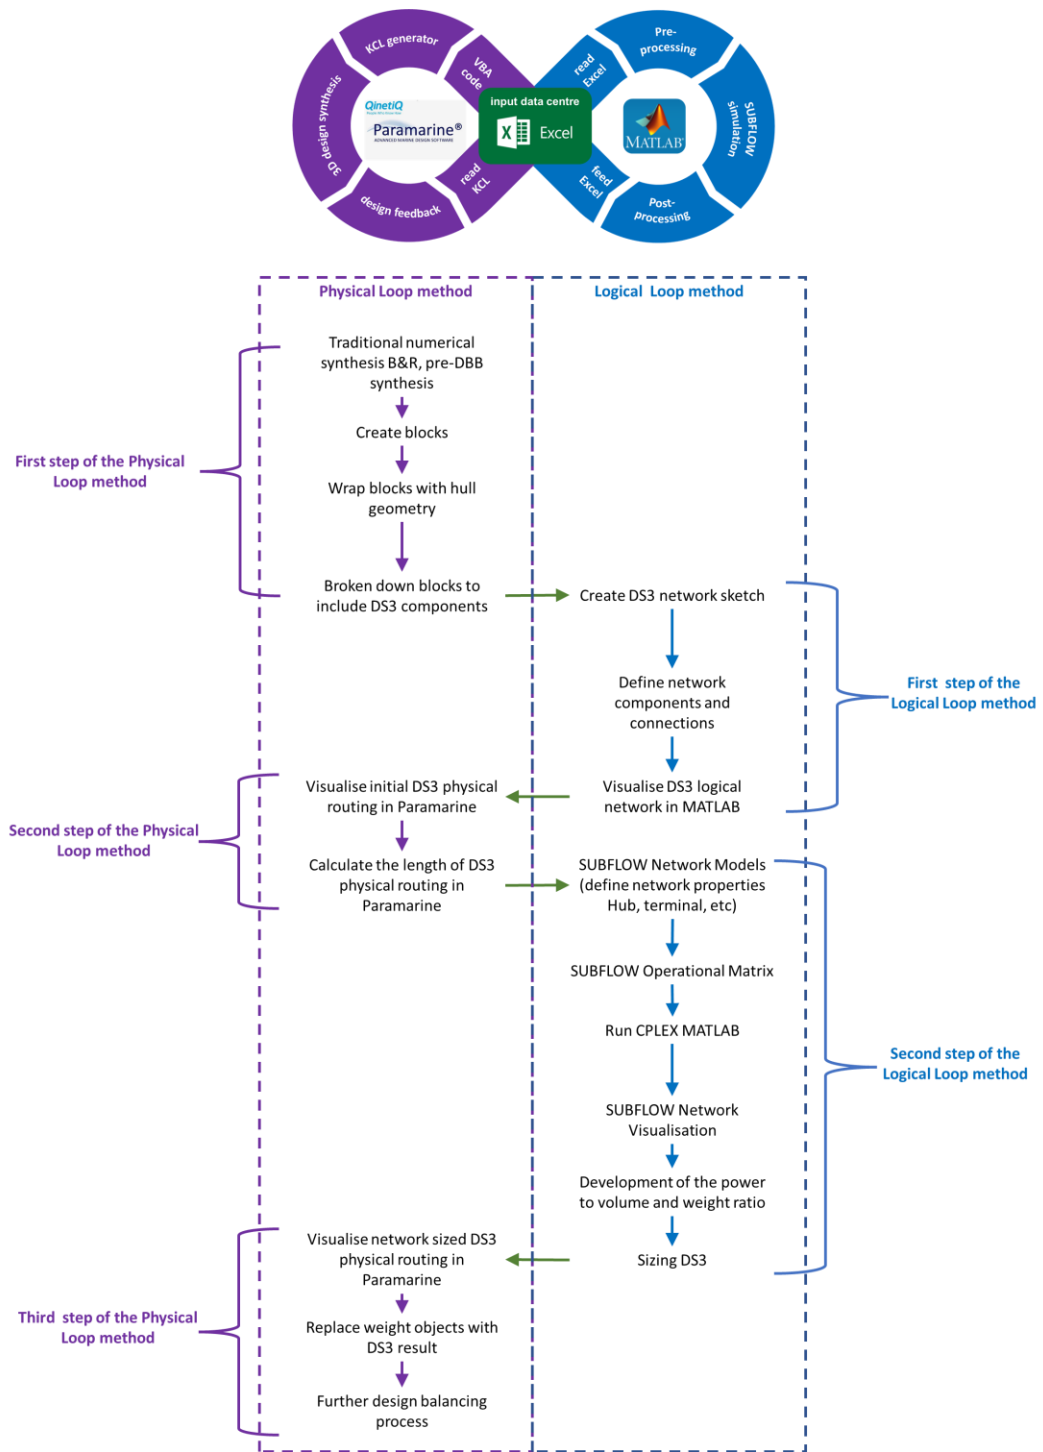 KCL generator
VBA
code
3D design synthesis
design feedback
read
KCL
QinetiQ
Paramarine®
ADVANCED MARINE DESIGN SOFTWARE
input data centre
X
Excel
read
Excel
Pre-
processing
SUBFLOW
simulation
Post-
processing
feed
Excel
MATLAB
Physical Loop method
Logical Loop method
Traditional numerical
synthesis B&R, pre-DBB
synthesis
Create blocks
First step of the Physical
Loop method
Wrap blocks with hull
geometry
Broken down blocks to
include DS3 components
Create DS3 network sketch
Define network
components and
connections
First step of the
Logical Loop method
Visualise initial DS3 physical
routing in Paramarine
Visualise DS3 logical
network in MATLAB
Second step of the Physical
Loop method
Calculate the length of DS3
physical routing in
Paramarine
SUBFLOW Network Models
(define network properties
Hub, terminal, etc)
SUBFLOW Operational Matrix
Run CPLEX MATLAB
Second step of the
Logical Loop method
SUBFLOW Network
Visualisation
Development of the power
to volume and weight ratio
Visualise network sized DS3
physical routing in
Paramarine
Sizing DS3
Third step of the Physical
Loop method
Replace weight objects with
DS3 result
Further design balancing
process